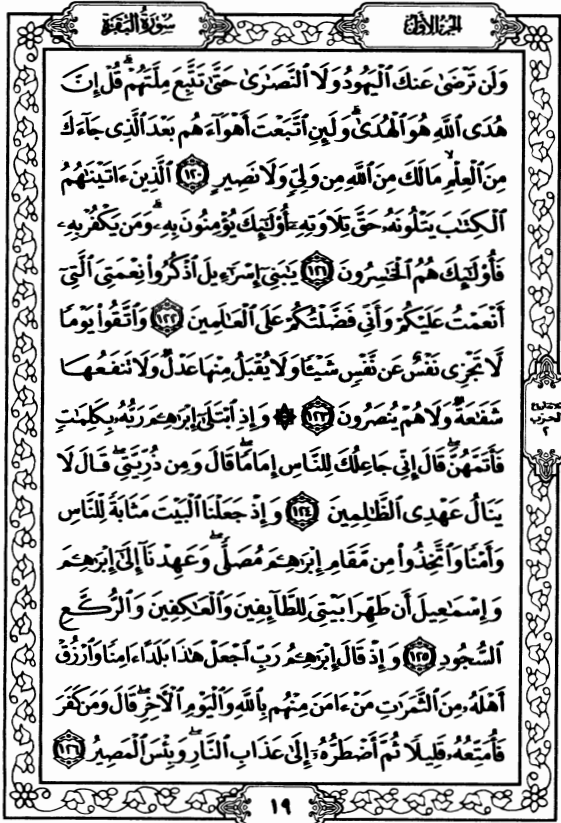 سُورَةُ البَقَرَةِ
الجُزْءُ الأَوَّلُ
وَلَن تَرْضَىٰ عَنكَ ٱلْيَهُودُ وَلَا ٱلنَّصَٰرَىٰ حَتَّىٰ تَتَّبِعَ مِلَّتَهُمْ ۗ قُلْ إِنَّ
هُدَى ٱللَّهِ هُوَ ٱلْهُدَىٰ ۗ وَلَئِنِ ٱتَّبَعْتَ أَهْوَآءَهُم بَعْدَ ٱلَّذِى جَآءَكَ
مِنَ ٱلْعِلْمِ ۙ مَا لَكَ مِنَ ٱللَّهِ مِن وَلِىٍّ وَلَا نَصِيرٍ ١٢٠ ٱلَّذِينَ ءَاتَيْنَٰهُمُ
ٱلْكِتَٰبَ يَتْلُونَهُۥ حَقَّ تِلَاوَتِهِۦٓ أُو۟لَٰٓئِكَ يُؤْمِنُونَ بِهِۦ ۗ وَمَن يَكْفُرْ بِهِۦ
فَأُو۟لَٰٓئِكَ هُمُ ٱلْخَٰسِرُونَ ١٢١ يَٰبَنِىٓ إِسْرَٰٓءِيلَ ٱذْكُرُوا۟ نِعْمَتِىَ ٱلَّتِىٓ
أَنْعَمْتُ عَلَيْكُمْ وَأَنِّى فَضَّلْتُكُمْ عَلَى ٱلْعَٰلَمِينَ ١٢٢ وَٱتَّقُوا۟ يَوْمًا
لَّا تَجْزِى نَفْسٌ عَن نَّفْسٍ شَيْـًٔا وَلَا يُقْبَلُ مِنْهَا عَدْلٌ وَلَا تَنفَعُهَا
شَفَٰعَةٌ وَلَا هُمْ يُنصَرُونَ ١٢٣ ۞ وَإِذِ ٱبْتَلَىٰٓ إِبْرَٰهِـۧمَ رَبُّهُۥ بِكَلِمَٰتٍ
فَأَتَمَّهُنَّ ۖ قَالَ إِنِّى جَاعِلُكَ لِلنَّاسِ إِمَامًا ۖ قَالَ وَمِن ذُرِّيَّتِى ۖ قَالَ لَا
يَنَالُ عَهْدِى ٱلظَّٰلِمِينَ ١٢٤ وَإِذْ جَعَلْنَا ٱلْبَيْتَ مَثَابَةً لِّلنَّاسِ
وَأَمْنًا وَٱتَّخِذُوا۟ مِن مَّقَامِ إِبْرَٰهِـۧمَ مُصَلًّى ۖ وَعَهِدْنَآ إِلَىٰٓ إِبْرَٰهِـۧمَ
وَإِسْمَٰعِيلَ أَن طَهِّرَا بَيْتِىَ لِلطَّآئِفِينَ وَٱلْعَٰكِفِينَ وَٱلرُّكَّعِ
ٱلسُّجُودِ ١٢٥ وَإِذْ قَالَ إِبْرَٰهِـۧمُ رَبِّ ٱجْعَلْ هَٰذَا بَلَدًا ءَامِنًا وَٱرْزُقْ
أَهْلَهُۥ مِنَ ٱلثَّمَرَٰتِ مَنْ ءَامَنَ مِنْهُم بِٱللَّهِ وَٱلْيَوْمِ ٱلْـَٔاخِرِ ۖ قَالَ وَمَن كَفَرَ
فَأُمَتِّعُهُۥ قَلِيلًا ثُمَّ أَضْطَرُّهُۥٓ إِلَىٰ عَذَابِ ٱلنَّارِ ۖ وَبِئْسَ ٱلْمَصِيرُ ١٢٦
الحزب
٢
١٩